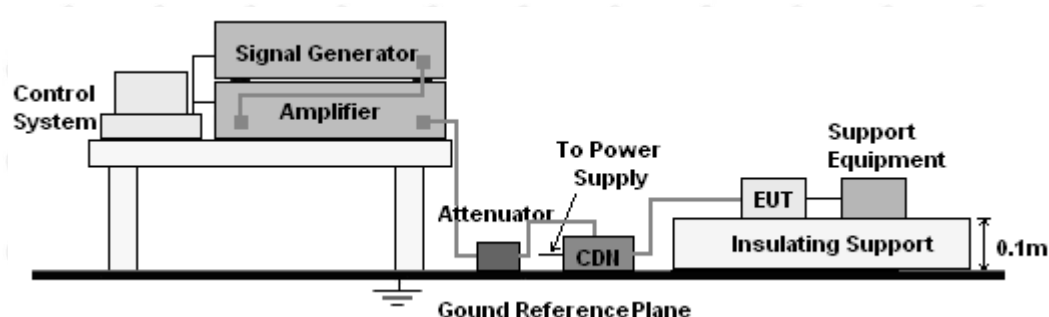 Signal Generator
Control
System
Amplifier
To Power
Supply
Support
Equipment
Attenuator
EUT
CDN
Insulating Support
0.1m
Gound Reference Plane